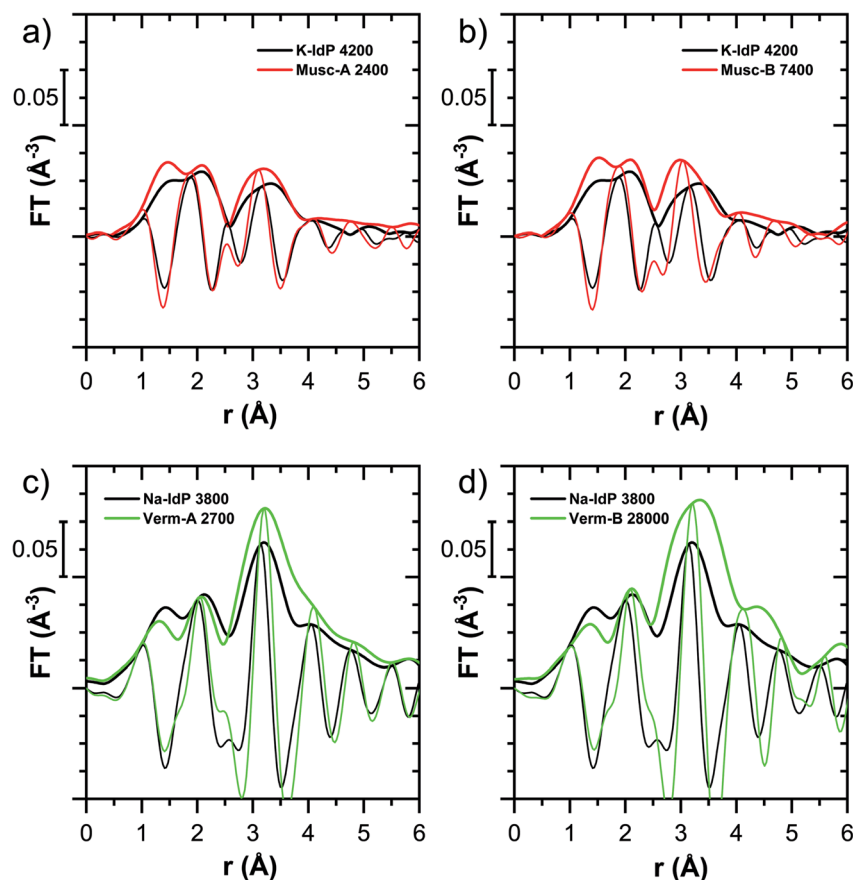 a)
K-IdP 4200
Musc-A 2400
0.05
FT (Å⁻³)
0 1 2 3 4 5 6
r (Å)
b)
K-IdP 4200
Musc-B 7400
0.05
FT (Å⁻³)
0 1 2 3 4 5 6
r (Å)
c)
Na-IdP 3800
Verm-A 2700
0.05
FT (Å⁻³)
0 1 2 3 4 5 6
r (Å)
d)
Na-IdP 3800
Verm-B 28000
0.05
FT (Å⁻³)
0 1 2 3 4 5 6
r (Å)